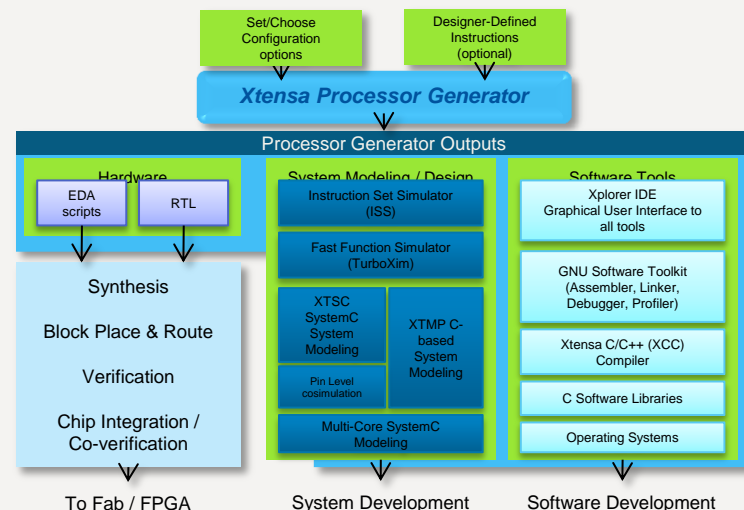 Set/Choose
Configuration
options
Designer-Defined
Instructions
(optional)
Xtensa Processor Generator
Processor Generator Outputs
Hardware
EDA
scripts
RTL
Synthesis
Block Place & Route
Verification
Chip Integration /
Co-verification
To Fab / FPGA
System Modeling / Design
Instruction Set Simulator
(ISS)
Fast Function Simulator
(TurboXim)
XTSC
SystemC
System
Modeling
Pin Level
cosimulation
XTMP C-
based
System
Modeling
Multi-Core SystemC
Modeling
System Development
Software Tools
Xplorer IDE
Graphical User Interface to
all tools
GNU Software Toolkit
(Assembler, Linker,
Debugger, Profiler)
Xtensa C/C++ (XCC)
Compiler
C Software Libraries
Operating Systems
Software Development